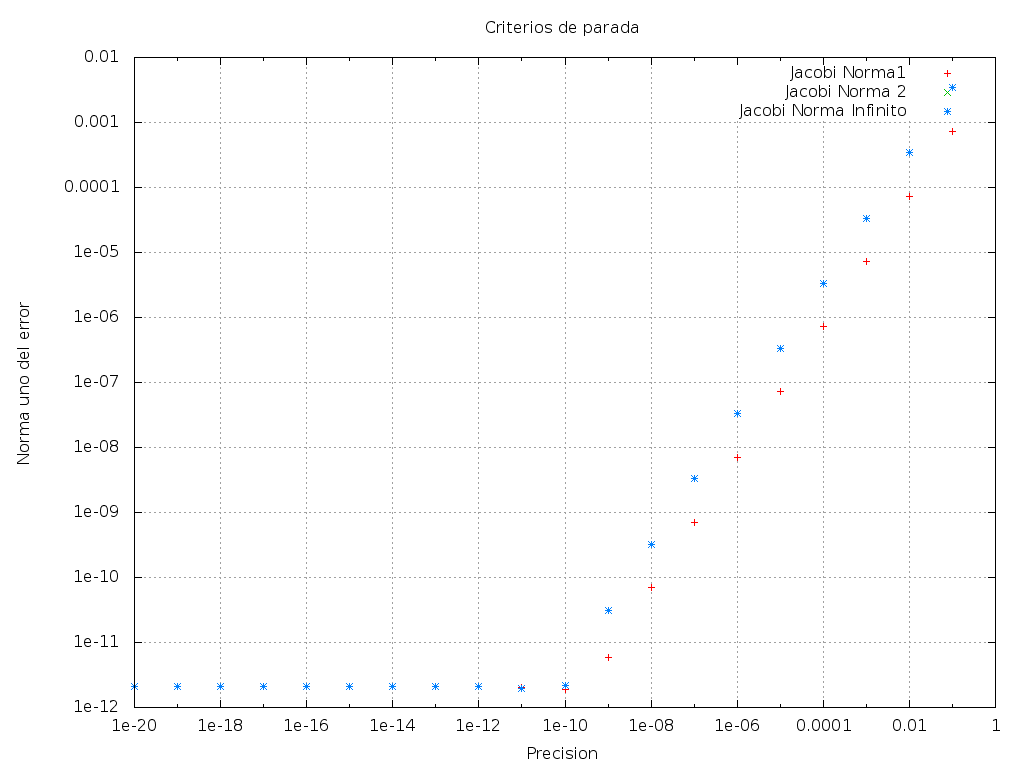 Criterios de parada
Jacobi Norma1
Jacobi Norma 2
Jacobi Norma Infinito
0.01
0.001
0.0001
1e-05
1e-06
1e-07
1e-08
1e-09
1e-10
1e-11
1e-12
Norma uno del error
1e-20 1e-18 1e-16 1e-14 1e-12 1e-10 1e-08 1e-06 0.0001 0.01 1
Precision